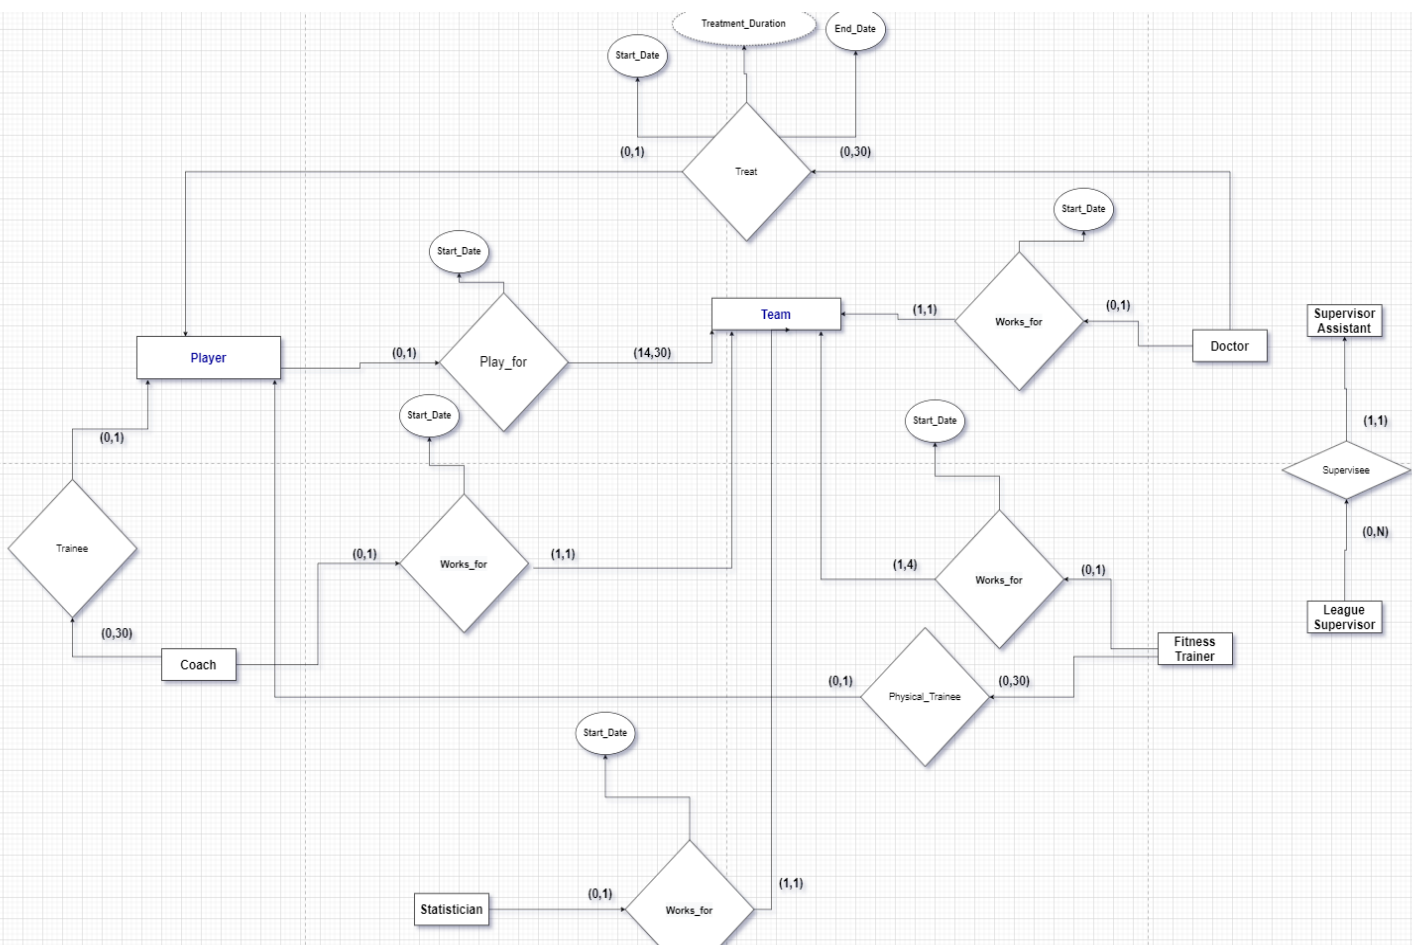 Treatment_Duration
End_Date
Start_Date
(0,1)
(0,30)
Treat
Start_Date
Start_Date
Team
(1,1)
(0,1)
Works_for
Supervisor
Assistant
Doctor
Player
(0,1)
Play_for
(14,30)
Start_Date
Start_Date
(0,1)
(1,1)
Supervisee
(0,N)
Trainee
(0,1)
Works_for
(1,1)
(1,4)
Works_for
(0,1)
League
Supervisor
(0,30)
Coach
Fitness
Trainer
(0,1)
Physical_Trainee
(0,30)
Start_Date
(0,1)
(1,1)
Statistician
Works_for